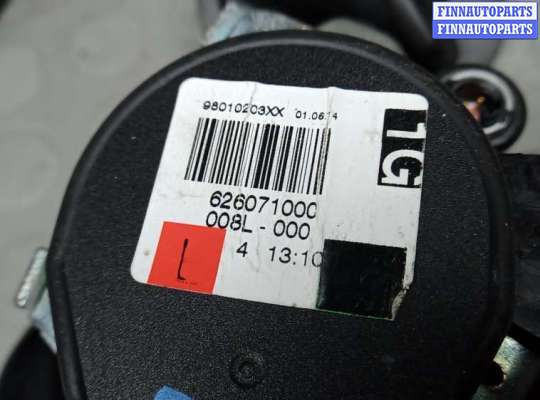 FINNAUTOPARTS
FINNAUTOPARTS
98010203XX 01.06.14
1G
626071000
008L - 000
4 13:10
L